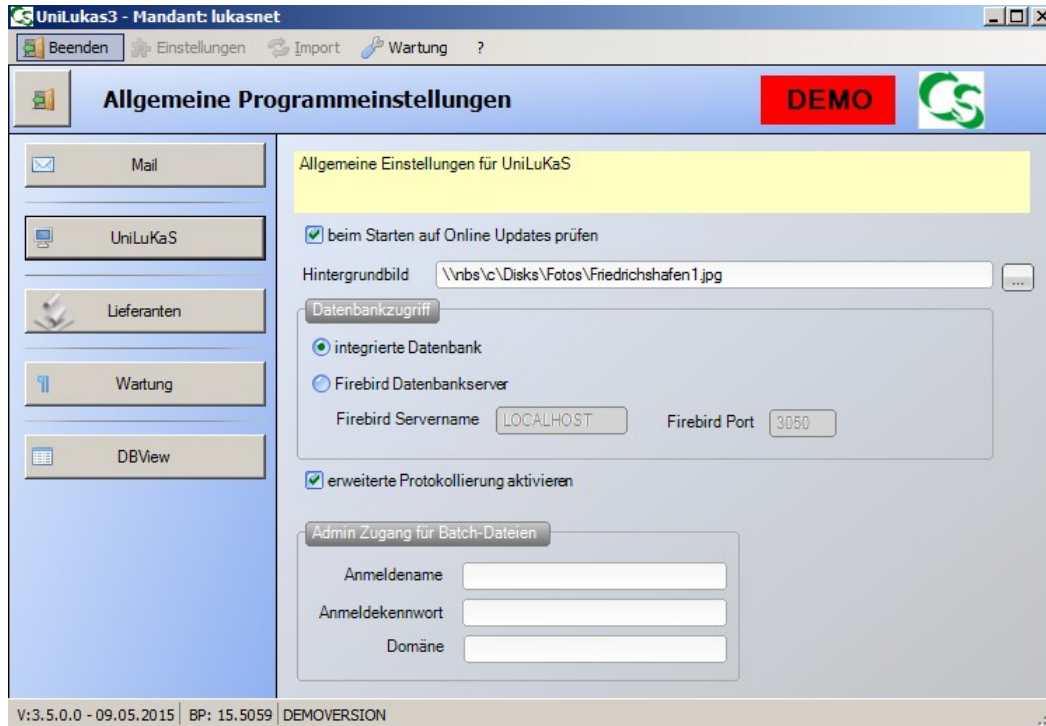 UniLukas3 - Mandant: lukasnet
Beenden Einstellungen Import Wartung ?
Allgemeine Programmeinstellungen
DEMO
CS
Mail
UniLuKaS
Lieferanten
Wartung
DBView
Allgemeine Einstellungen für UniLuKaS
beim Starten auf Online Updates prüfen
Hintergrundbild \\nbs\c\Disks\Fotos\Friedrichshafen1.jpg ...
Datenbankzugriff
integrierte Datenbank
Firebird Datenbankserver
Firebird Servername LOCALHOST Firebird Port 3050
erweiterte Protokollierung aktivieren
Admin Zugang für Batch-Dateien
Anmeldename
Anmeldekennwort
Domäne
V:3.5.0.0 - 09.05.2015 BP: 15.5059 DEMOVERSION